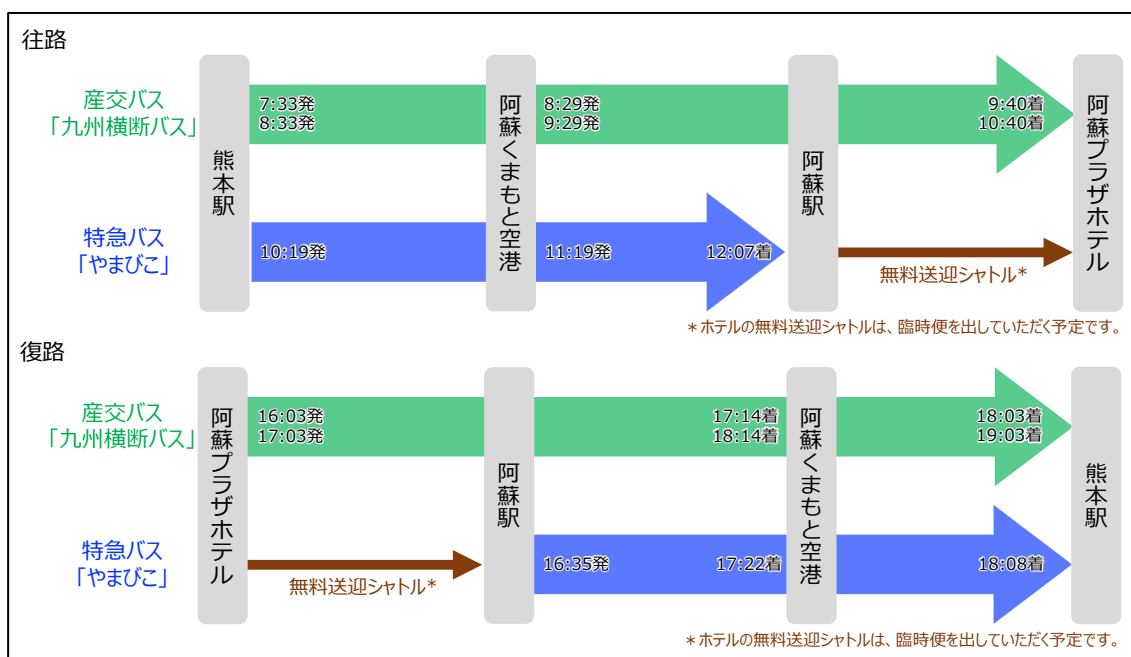 往路
産交バス
「九州横断バス」
熊本駅
7:33発
8:33発
阿蘇くまもと空港
8:29発
9:29発
阿蘇駅
9:40着
10:40着
阿蘇プラザホテル
特急バス
「やまびこ」
10:19発
11:19発
12:07着
無料送迎シャトル*
*ホテルの無料送迎シャトルは、臨時便を出していただく予定です。
復路
産交バス
「九州横断バス」
阿蘇プラザホテル
16:03発
17:03発
阿蘇駅
17:14着
18:14着
阿蘇くまもと空港
18:03着
19:03着
熊本駅
特急バス
「やまびこ」
無料送迎シャトル*
16:35発
17:22着
18:08着
*ホテルの無料送迎シャトルは、臨時便を出していただく予定です。